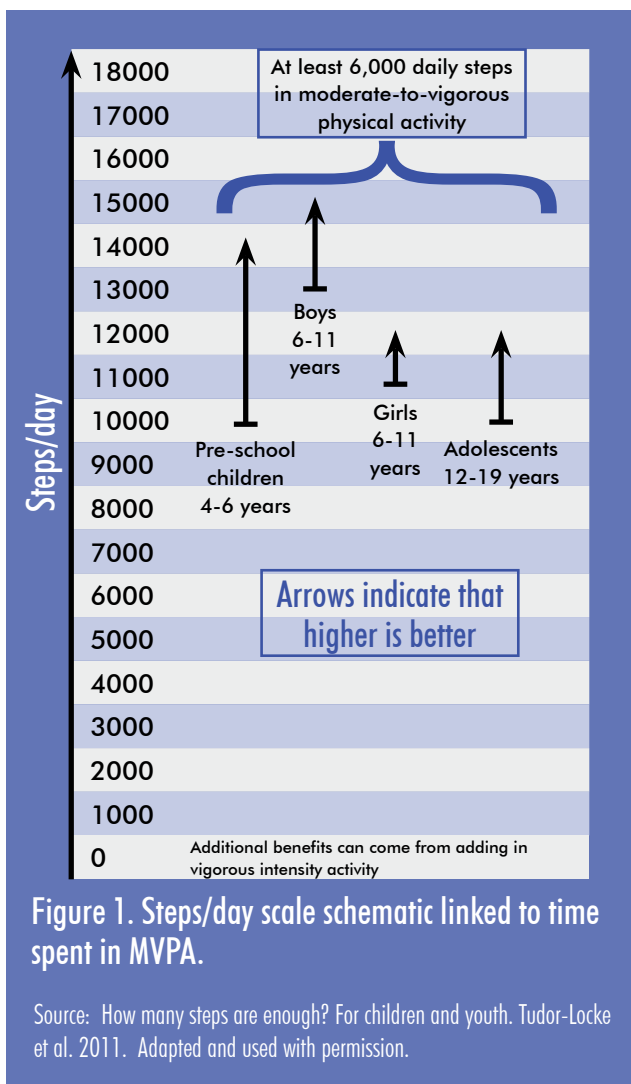 At least 6,000 daily steps
in moderate-to-vigorous
physical activity
18000
17000
16000
15000
14000
13000
12000
11000
10000
9000
8000
7000
6000
5000
4000
3000
2000
1000
0
Steps/day
Boys
6-11
years
Girls
6-11
years
Pre-school
children
4-6 years
Adolescents
12-19 years
Arrows indicate that
higher is better
Additional benefits can come from adding in
vigorous intensity activity
Figure 1. Steps/day scale schematic linked to time
spent in MVPA.
Source: How many steps are enough? For children and youth. Tudor-Locke
et al. 2011. Adapted and used with permission.